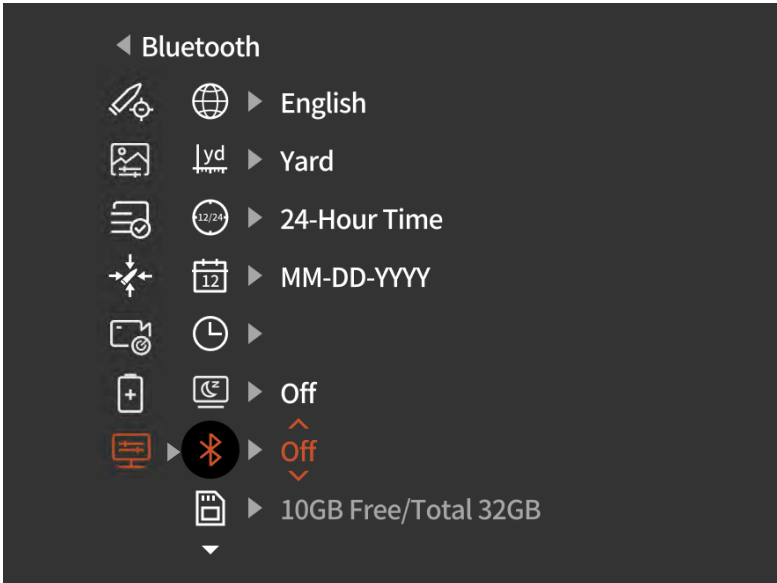 Bluetooth
English
yd Yard
12/24 24-Hour Time
12 MM-DD-YYYY
z Off
Off
10GB Free/Total 32GB